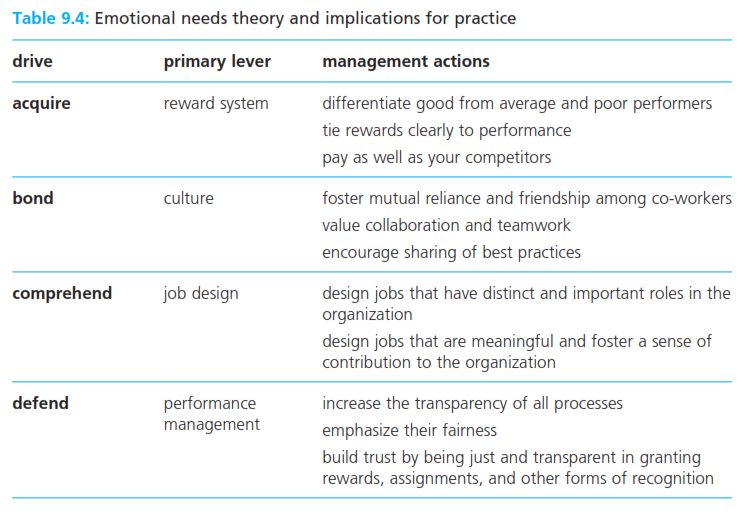 Table 9.4: Emotional needs theory and implications for practice
drive primary lever management actions
acquire reward system differentiate good from average and poor performers
tie rewards clearly to performance
pay as well as your competitors
bond culture foster mutual reliance and friendship among co-workers
value collaboration and teamwork
encourage sharing of best practices
comprehend job design design jobs that have distinct and important roles in the
organization
design jobs that are meaningful and foster a sense of
contribution to the organization
defend performance increase the transparency of all processes
management emphasize their fairness
build trust by being just and transparent in granting
rewards, assignments, and other forms of recognition